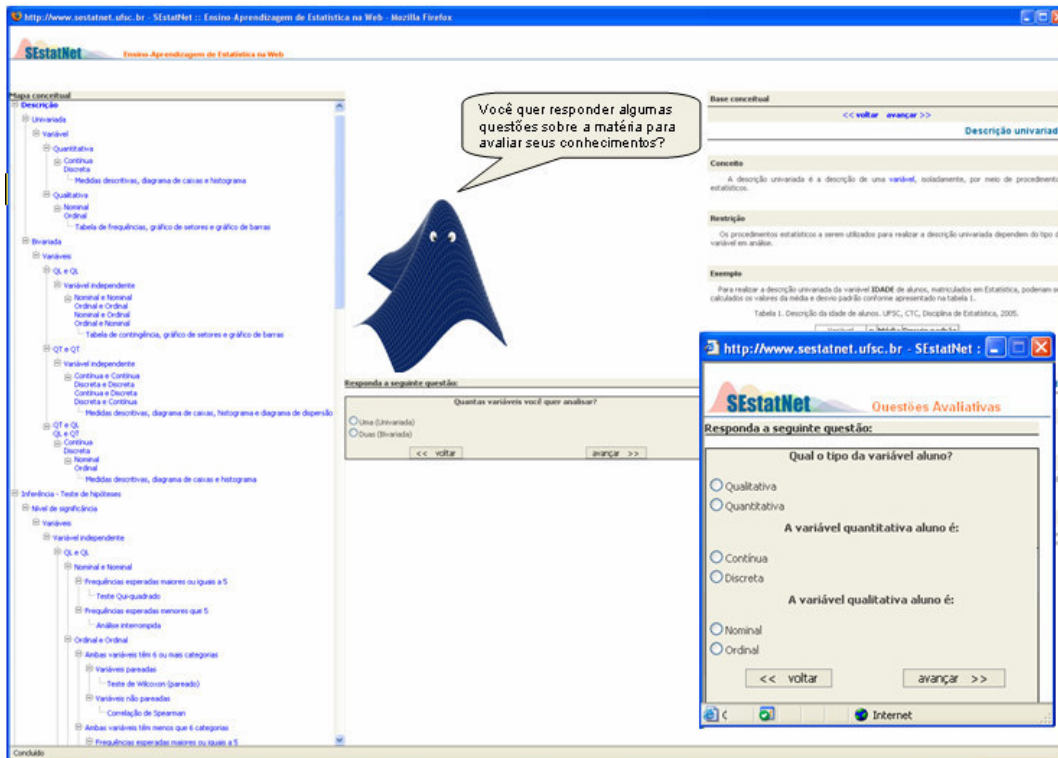 http://www.sestatnet.ufsc.br - SEstatNet :: Ensino-Aprendizagem de Estatística na Web - Mozilla Firefox
SEstatNet
Ensino-Aprendizagem de Estatística na Web
Mapa conceitual
Descrição
Univariada
Variável
Quantitativa
Contínua
Discreta
Medidas descritivas, diagrama de caixas e histograma
Qualitativa
Nominal
Ordinal
Tabela de frequências, gráfico de setores e gráfico de barras
Bivariada
Variáveis
QL e QL
Variável independente
Nominal e Nominal
Ordinal e Ordinal
Nominal e Ordinal
Ordinal e Nominal
Tabela de contingência, gráfico de setores e gráfico de barras
QT e QT
Variável independente
Contínua e Contínua
Discreta e Discreta
Contínua e Discreta
Discreta e Contínua
Medidas descritivas, diagrama de caixas, histograma e diagrama de dispersão
QT e QL
QL e QT
Contínua
Discreta
Nominal
Ordinal
Medidas descritivas, diagrama de caixas e histograma
Inferência - Teste de hipóteses
Nível de significância
Variáveis
Variável independente
QL e QL
Nominal e Nominal
Frequências esperadas maiores ou iguais a 5
Teste Qui-quadrado
Frequências esperadas menores que 5
Análise interrompida
Ordinal e Ordinal
Ambas variáveis têm 6 ou mais categorias
Variáveis pareadas
Teste de Wilcoxon (pareado)
Variáveis não pareadas
Correlação de Spearman
Ambas variáveis têm menos que 6 categorias
Frequências esperadas maiores ou iguais a 5
Concluído
Você quer responder algumas
questões sobre a matéria para
avaliar seus conhecimentos?
Responda a seguinte questão:
Quantas variáveis você quer analisar?
Uma (Univariada)
Duas (Bivariada)
<< voltar
avançar >>
Base conceitual
<< voltar avançar >>
Descrição univariad
Conceito
A descrição univariada é a descrição de uma variável, isoladamente, por meio de procedimento
estatísticos.
Restrição
Os procedimentos estatísticos a serem utilizados para realizar a descrição univariada dependem do tipo d
variável em análise.
Exemplo
Para realizar a descrição univariada da variável IDADE de alunos, matriculados em Estatística, poderiam se
calculados os valores da média e desvio padrão conforme apresentado na tabela 1.
Tabela 1. Descrição da idade de alunos. UFSC, CTC, Disciplina de Estatística, 2005.
http://www.sestatnet.ufsc.br - SEstatNet :
SEstatNet
Questões Avaliativas
Responda a seguinte questão:
Qual o tipo da variável aluno?
Qualitativa
Quantitativa
A variável quantitativa aluno é:
Contínua
Discreta
A variável qualitativa aluno é:
Nominal
Ordinal
<< voltar
avançar >>
Internet